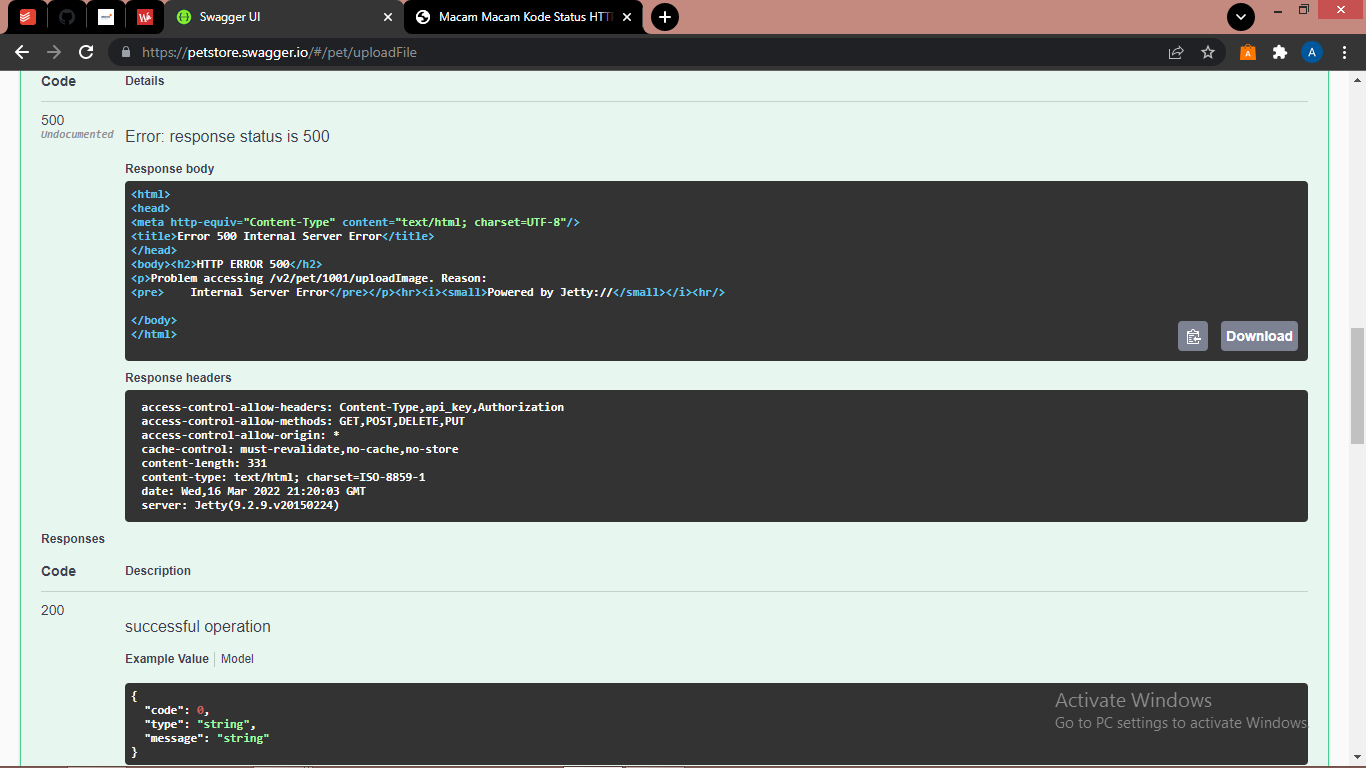 Swagger UI
Macam Macam Kode Status HTT
https://petstore.swagger.io/#/pet/uploadFile
A
A
Code Details
500
Undocumented
Error: response status is 500
Response body
<html>
<head>
<meta http-equiv="Content-Type" content="text/html; charset=UTF-8"/>
<title>Error 500 Internal Server Error</title>
</head>
<body><h2>HTTP ERROR 500</h2>
<p>Problem accessing /v2/pet/1001/uploadImage. Reason:
<pre>    Internal Server Error</pre></p><hr><i><small>Powered by Jetty://</small></i><hr/>
</body>
</html>
Download
Response headers
access-control-allow-headers: Content-Type,api_key,Authorization
access-control-allow-methods: GET,POST,DELETE,PUT
access-control-allow-origin: *
cache-control: must-revalidate,no-cache,no-store
content-length: 331
content-type: text/html; charset=ISO-8859-1
date: Wed,16 Mar 2022 21:20:03 GMT
server: Jetty(9.2.9.v20150224)
Responses
Code Description
200
successful operation
Example Value Model
{
"code": 0,
"type": "string",
"message": "string"
}
Activate Windows
Go to PC settings to activate Windows